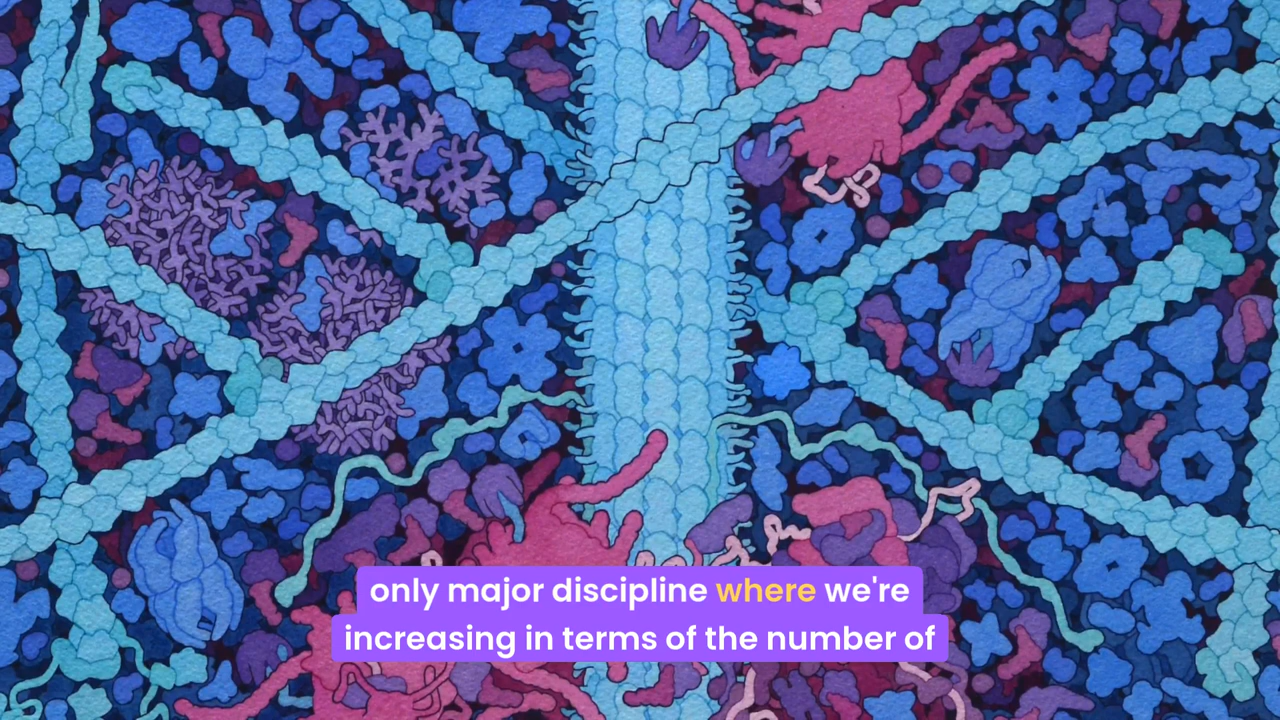 only major discipline where we're
increasing in terms of the number of